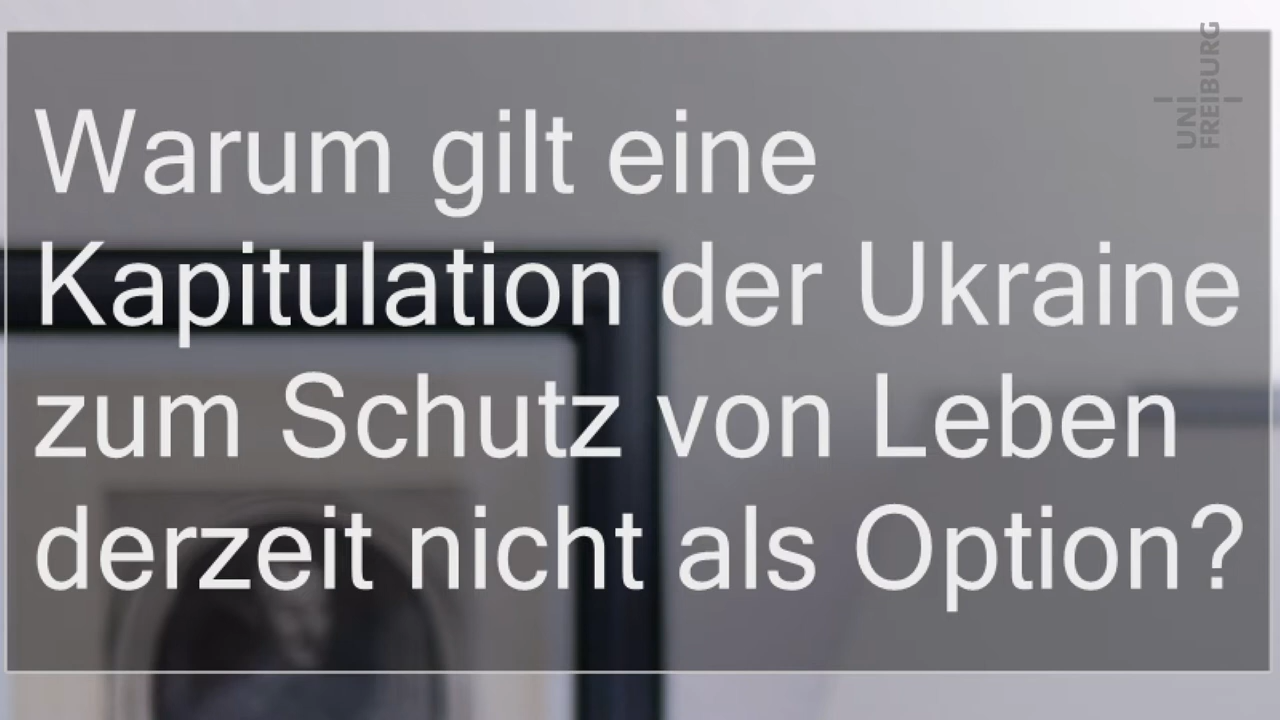 Warum gilt eine
Kapitulation der Ukraine
zum Schutz von Leben
derzeit nicht als Option?
UNI
FREIBURG